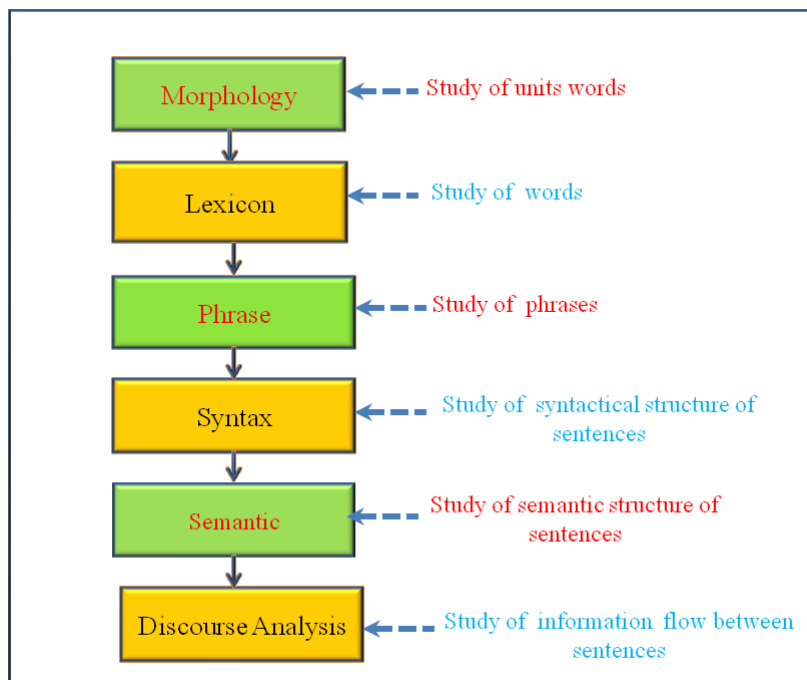 Morphology
Study of units words
Lexicon
Study of words
Phrase
Study of phrases
Syntax
Study of syntactical structure of
sentences
Semantic
Study of semantic structure of
sentences
Discourse Analysis
Study of information flow between
sentences